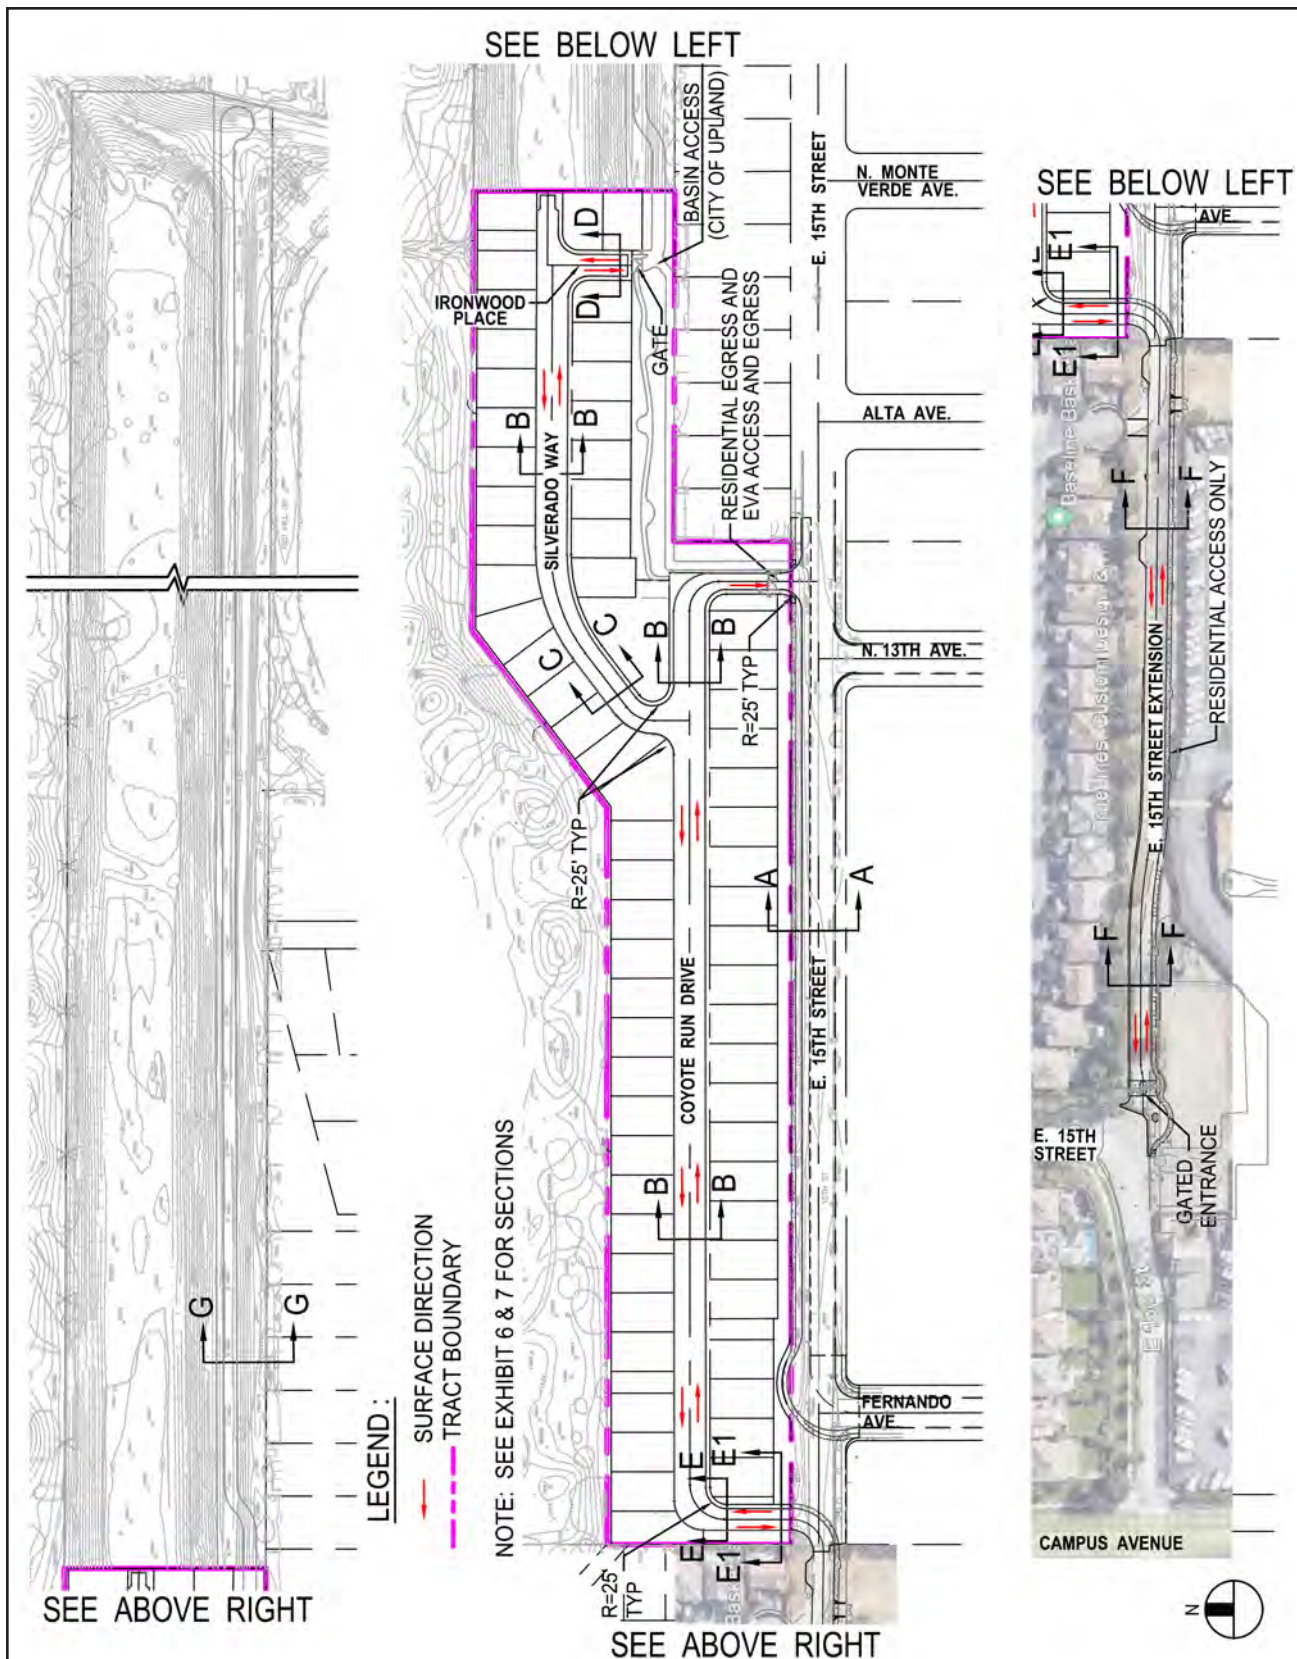 SEE BELOW LEFT
BASIN ACCESS
(CITY OF UPLAND)
E. 15TH STREET
N. MONTE
VERDE AVE.
D
D
IRONWOOD
PLACE
GATE
RESIDENTIAL EGRESS AND
EVA ACCESS AND EGRESS
ALTA AVE.
B
B
SILVERADO WAY
C
C
B
B
R=25' TYP
N. 13TH AVE.
R=25' TYP
A
A
COYOTE RUN DRIVE
E. 15TH STREET
B
B
FERNANDO
AVE.
E
E1
E
E1
R=25'
TYP
SEE ABOVE RIGHT
G
G
SEE ABOVE RIGHT
LEGEND :
SURFACE DIRECTION
TRACT BOUNDARY
NOTE: SEE EXHIBIT 6 & 7 FOR SECTIONS
SEE BELOW LEFT
AVE.
E1
E1
Baseline Bask
F
F
RESIDENTIAL ACCESS ONLY
E. 15TH STREET EXTENSION
F
F
E. 15TH
STREET
GATED
ENTRANCE
CAMPUS AVENUE
N